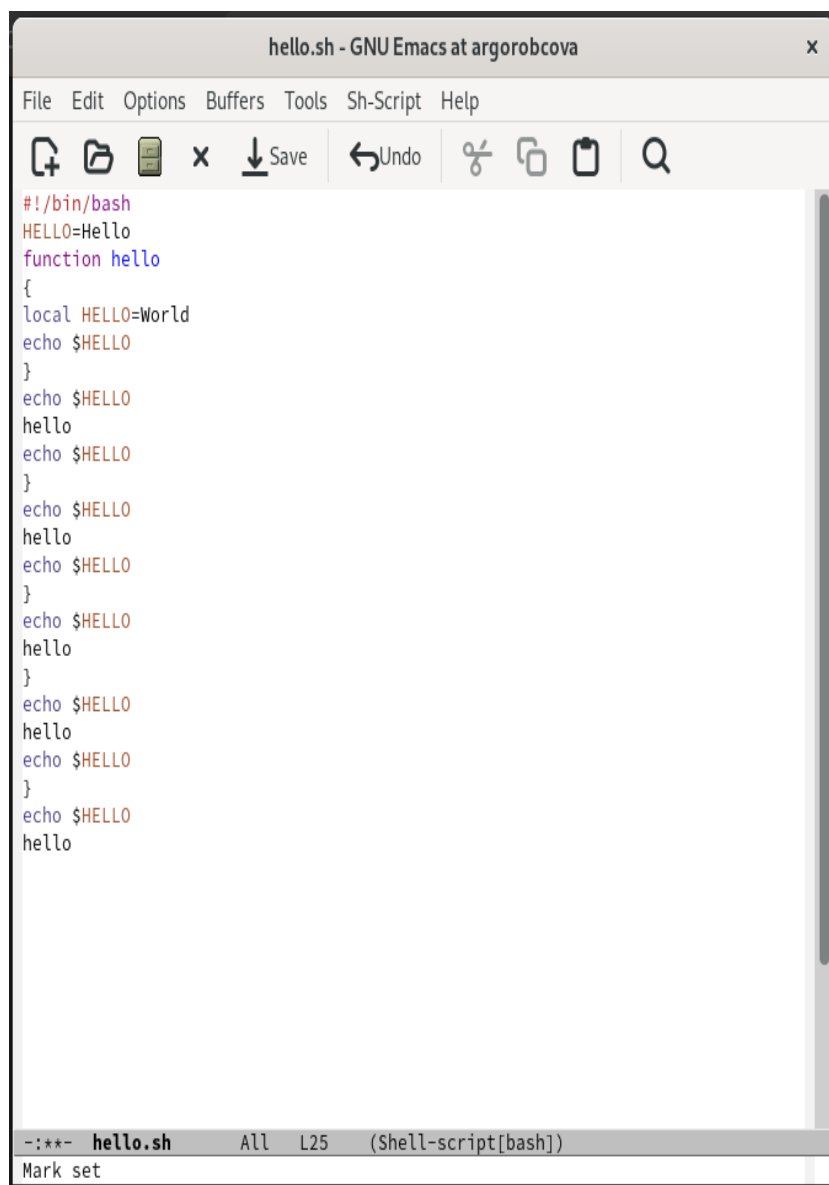 hello.sh - GNU Emacs at argorobcova
File Edit Options Buffers Tools Sh-Script Help
Save Undo
#!/bin/bash
HELLO=Hello
function hello
{
local HELLO=World
echo $HELLO
}
echo $HELLO
hello
echo $HELLO
}
echo $HELLO
hello
echo $HELLO
}
echo $HELLO
hello
}
echo $HELLO
hello
echo $HELLO
}
echo $HELLO
hello
-:**- hello.sh All L25 (Shell-script[bash])
Mark set